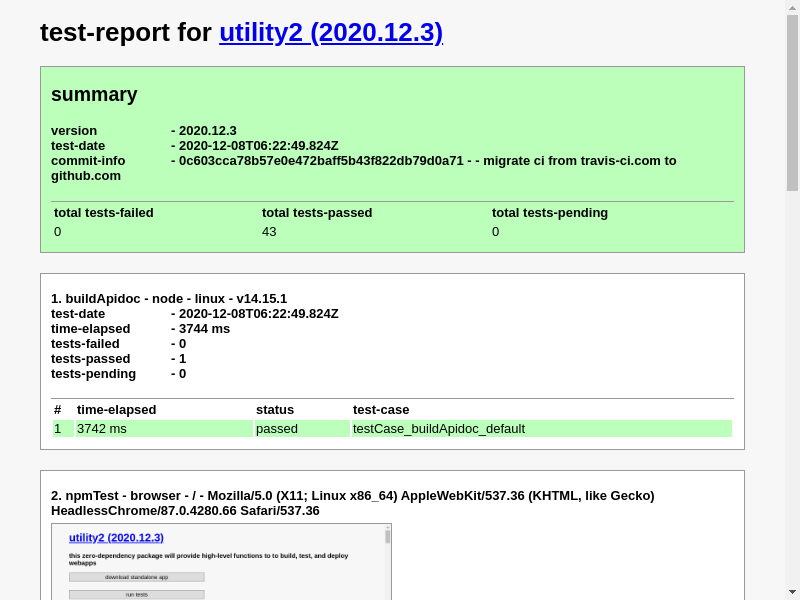 test-report for utility2 (2020.12.3)
summary
version - 2020.12.3
test-date - 2020-12-08T06:22:49.824Z
commit-info - 0c603cca78b57e0e472baff5b43f822db79d0a71 - - migrate ci from travis-ci.com to
github.com
total tests-failed total tests-passed total tests-pending
0 43 0
1. buildApidoc - node - linux - v14.15.1
test-date - 2020-12-08T06:22:49.824Z
time-elapsed - 3744 ms
tests-failed - 0
tests-passed - 1
tests-pending - 0
# time-elapsed status test-case
1 3742 ms passed testCase_buildApidoc_default
2. npmTest - browser - / - Mozilla/5.0 (X11; Linux x86_64) AppleWebKit/537.36 (KHTML, like Gecko)
HeadlessChrome/87.0.4280.66 Safari/537.36
utility2 (2020.12.3)
this zero-dependency package will provide high-level functions to to build, test, and deploy
webapps
download standalone app
run tests